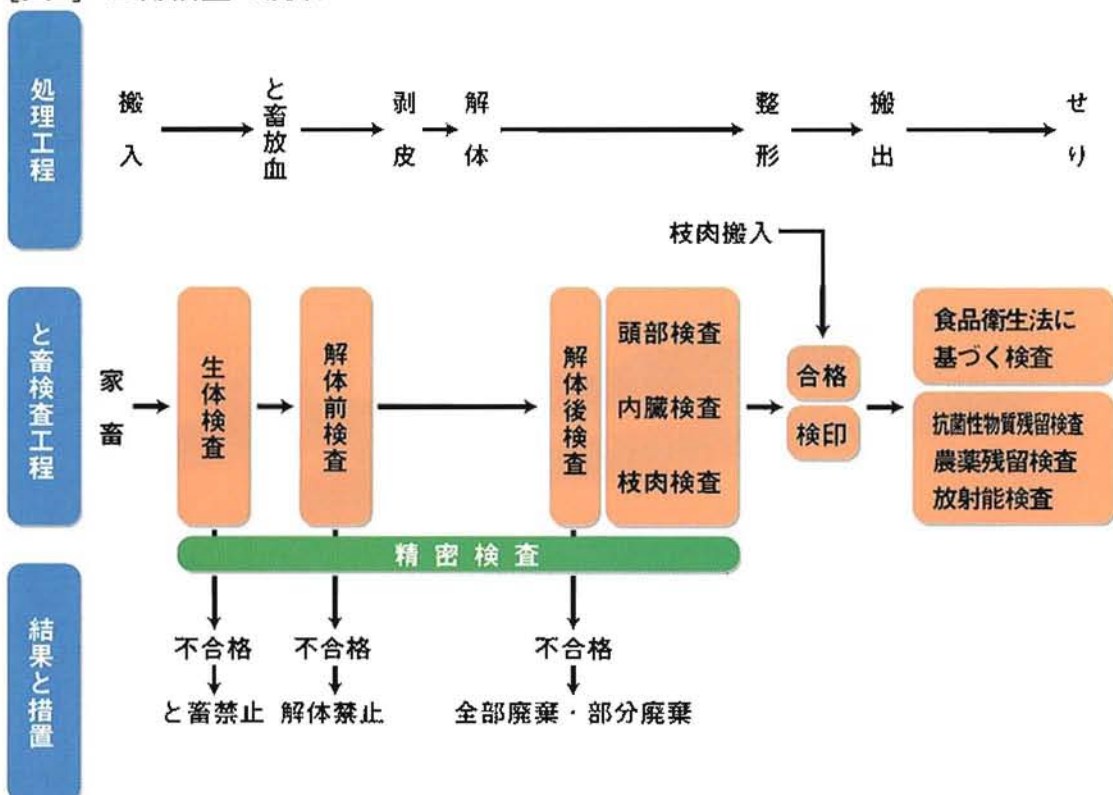 処理工程
搬入
と畜放血
剥皮
解体
整形
搬出
せり
枝肉搬入
と畜検査工程
家畜
生体検査
解体前検査
解体後検査
頭部検査
内臓検査
枝肉検査
合格
検印
食品衛生法に
基づく検査
抗菌性物質残留検査
農薬残留検査
放射能検査
精密検査
結果と措置
不合格
不合格
不合格
と畜禁止
解体禁止
全部廃棄・部分廃棄